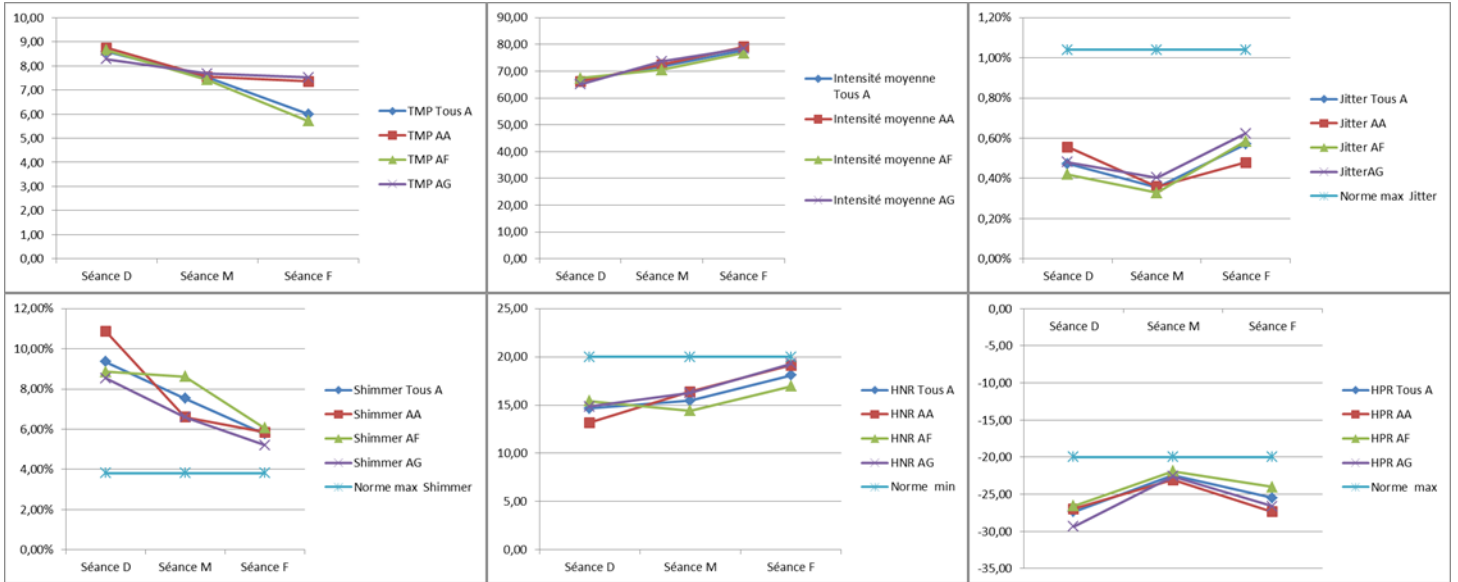 10,00
9,00
8,00
7,00
6,00
5,00
4,00
3,00
2,00
1,00
0,00
Séance D Séance M Séance F
TMP Tous A
TMP AA
TMP AF
TMP AG
90,00
80,00
70,00
60,00
50,00
40,00
30,00
20,00
10,00
0,00
Séance D Séance M Séance F
Intensité moyenne
Tous A
Intensité moyenne AA
Intensité moyenne AF
Intensité moyenne AG
1,20%
1,00%
0,80%
0,60%
0,40%
0,20%
0,00%
Séance D Séance M Séance F
Jitter Tous A
Jitter AA
Jitter AF
JitterAG
Norme max Jitter
12,00%
10,00%
8,00%
6,00%
4,00%
2,00%
0,00%
Séance D Séance M Séance F
Shimmer Tous A
Shimmer AA
Shimmer AF
Shimmer AG
Norme max Shimmer
25,00
20,00
15,00
10,00
5,00
0,00
Séance D Séance M Séance F
HNR Tous A
HNR AA
HNR AF
HNR AG
Norme min
0,00
Séance D Séance M Séance F
-5,00
-10,00
-15,00
-20,00
-25,00
-30,00
-35,00
HPR Tous A
HPR AA
HPR AF
HPR AG
Norme max